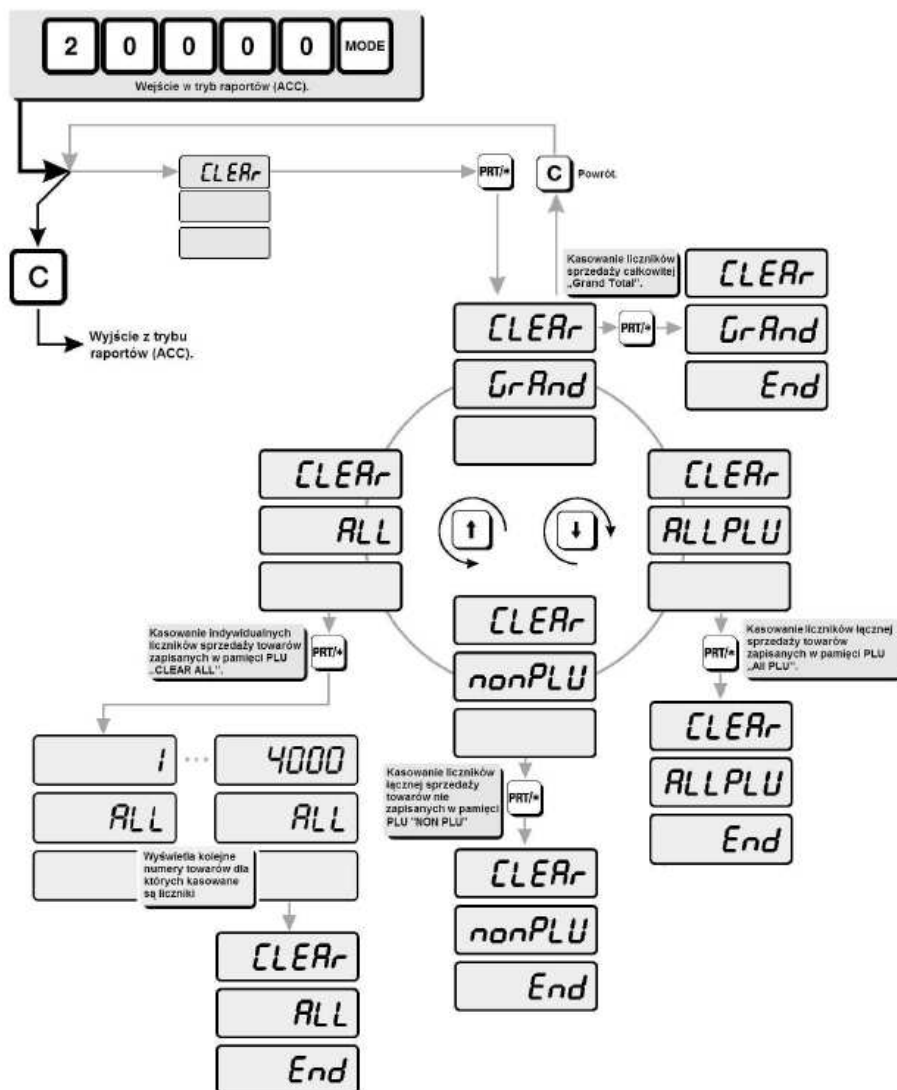 2 0 0 0 0 MODE
Wejście w tryb raportów (ACC).
CLEAr
PRT/*
C
Powrót.
C
Wyjście z trybu
raportów (ACC).
Kasowanie liczników
sprzedaży całkowitej
„Grand Total".
CLEAr
GrAnd
PRT/*
CLEAr
GrAnd
End
CLEAr
ALL
↑
↓
CLEAr
ALLPLU
CLEAr
nonPLU
Kasowanie indywidualnych
liczników sprzedaży towarów
zapisanych w pamięci PLU
„CLEAR ALL".
PRT/*
Kasowanie liczników łącznej
sprzedaży towarów
zapisanych w pamięci PLU
„All PLU".
PRT/*
CLEAr
ALLPLU
End
1 ... 4000
ALL ALL
Wyświetla kolejne
numery towarów dla
których kasowane
są liczniki
CLEAr
ALL
End
Kasowanie liczników
łącznej sprzedaży
towarów nie
zapisanych w pamięci
PLU "NON PLU"
PRT/*
CLEAr
nonPLU
End